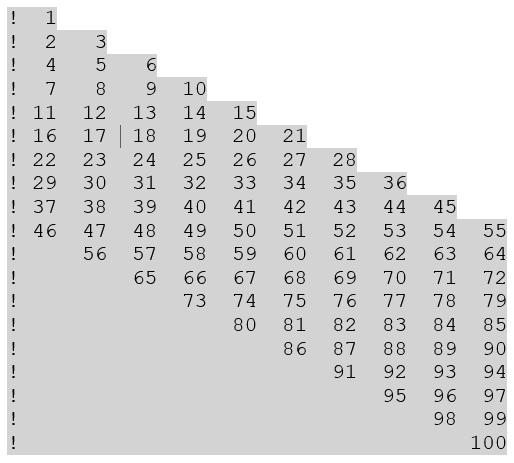 !  1
!  2   3
!  4   5   6
!  7   8   9  10
! 11  12  13  14  15
! 16  17  18  19  20  21
! 22  23  24  25  26  27  28
! 29  30  31  32  33  34  35  36
! 37  38  39  40  41  42  43  44  45
! 46  47  48  49  50  51  52  53  54  55
!     56  57  58  59  60  61  62  63  64
!         65  66  67  68  69  70  71  72
!             73  74  75  76  77  78  79
!                 80  81  82  83  84  85
!                     86  87  88  89  90
!                         91  92  93  94
!                             95  96  97
!                                 98  99
!                                    100